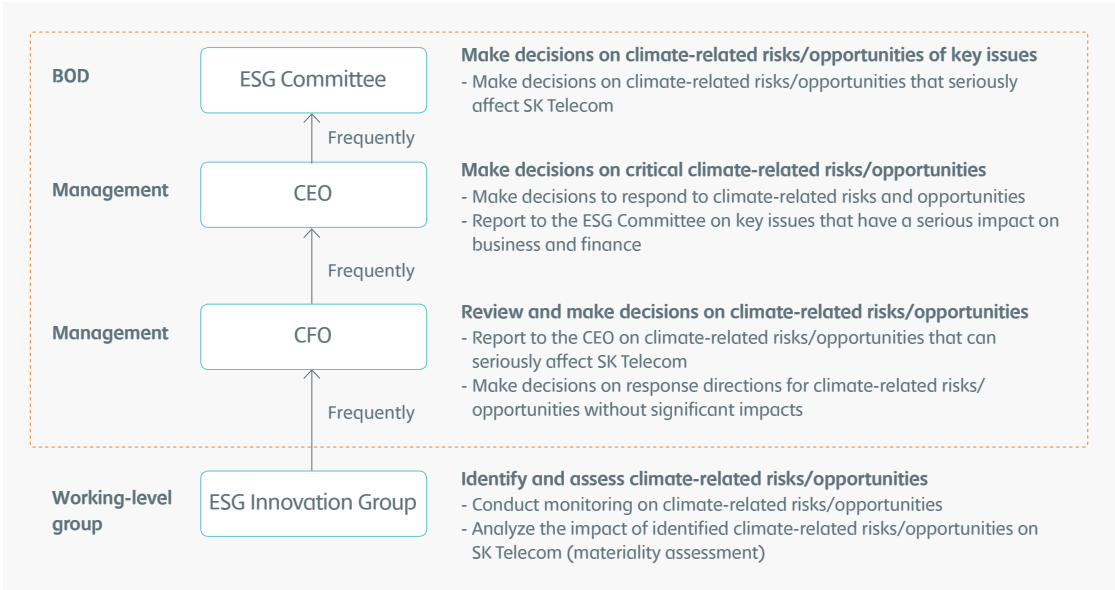 BOD
ESG Committee
Make decisions on climate-related risks/opportunities of key issues
- Make decisions on climate-related risks/opportunities that seriously
affect SK Telecom
Frequently
Management
CEO
Make decisions on critical climate-related risks/opportunities
- Make decisions to respond to climate-related risks and opportunities
- Report to the ESG Committee on key issues that have a serious impact on
business and finance
Frequently
Management
CFO
Review and make decisions on climate-related risks/opportunities
- Report to the CEO on climate-related risks/opportunities that can
seriously affect SK Telecom
- Make decisions on response directions for climate-related risks/
opportunities without significant impacts
Frequently
Working-level
group
ESG Innovation Group
Identify and assess climate-related risks/opportunities
- Conduct monitoring on climate-related risks/opportunities
- Analyze the impact of identified climate-related risks/opportunities on
SK Telecom (materiality assessment)